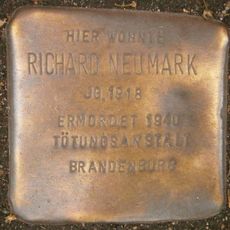 HIER WOHNTE
RICHARD NEUMARK
JG. 1918
ERMORDET 1940
TÖTUNGSANSTALT
BRANDENBURG